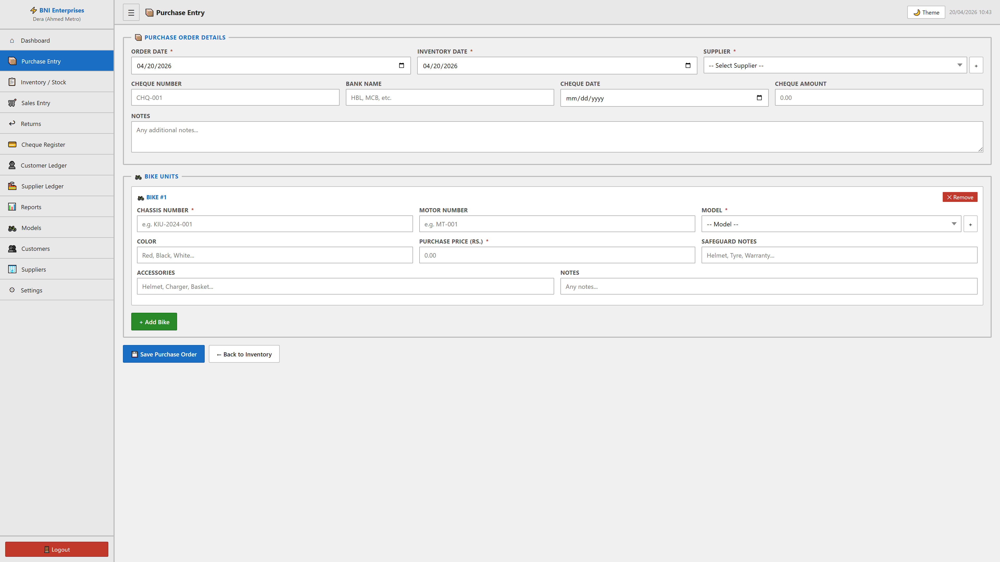 ⚡ BNI Enterprises
Dera (Ahmed Metro)
Dashboard
Purchase Entry
Inventory / Stock
Sales Entry
Returns
Cheque Register
Customer Ledger
Supplier Ledger
Reports
Models
Customers
Suppliers
Settings
Logout
☰ Purchase Entry
Theme 20/04/2026 10:43
PURCHASE ORDER DETAILS
ORDER DATE * INVENTORY DATE * SUPPLIER *
04/20/2026 04/20/2026 -- Select Supplier -- +
CHEQUE NUMBER BANK NAME CHEQUE DATE CHEQUE AMOUNT
CHQ-001 HBL, MCB, etc. mm/dd/yyyy 0.00
NOTES
Any additional notes...
BIKE UNITS
BIKE #1 ✕ Remove
CHASSIS NUMBER * MOTOR NUMBER MODEL *
e.g. KIU-2024-001 e.g. MT-001 -- Model -- +
COLOR PURCHASE PRICE (RS.) * SAFEGUARD NOTES
Red, Black, White... 0.00 Helmet, Tyre, Warranty...
ACCESSORIES NOTES
Helmet, Charger, Basket... Any notes...
+ Add Bike
Save Purchase Order ← Back to Inventory